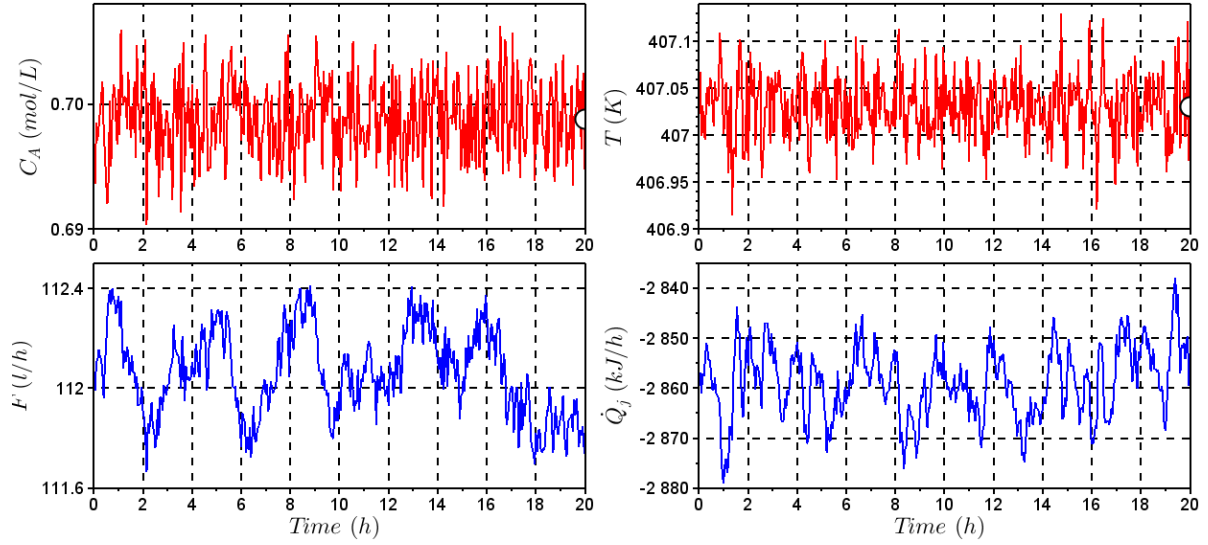 C_A (mol/L)
0.70
0.69
0 2 4 6 8 10 12 14 16 18 20
T (K)
407.1
407.05
407
406.95
406.9
0 2 4 6 8 10 12 14 16 18 20
F (l/h)
112.4
112
111.6
0 2 4 6 8 10 12 14 16 18 20
Time (h)
Q̇_j (kJ/h)
-2 840
-2 850
-2 860
-2 870
-2 880
0 2 4 6 8 10 12 14 16 18 20
Time (h)